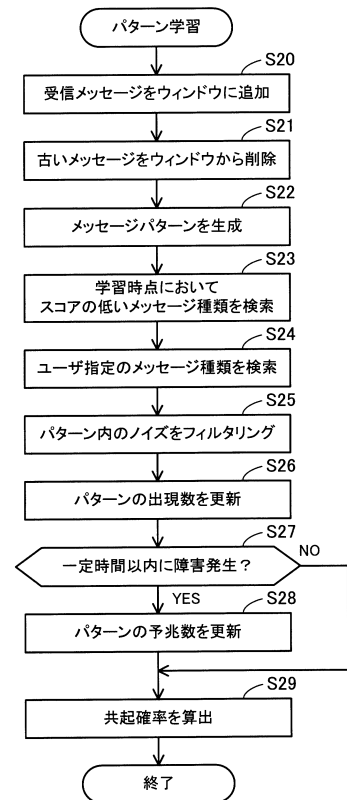 パターン学習
S20
受信メッセージをウィンドウに追加
S21
古いメッセージをウィンドウから削除
S22
メッセージパターンを生成
S23
学習時点において
スコアの低いメッセージ種類を検索
S24
ユーザ指定のメッセージ種類を検索
S25
パターン内のノイズをフィルタリング
S26
パターンの出現数を更新
S27
一定時間以内に障害発生？
NO
YES
S28
パターンの予兆数を更新
S29
共起確率を算出
終了